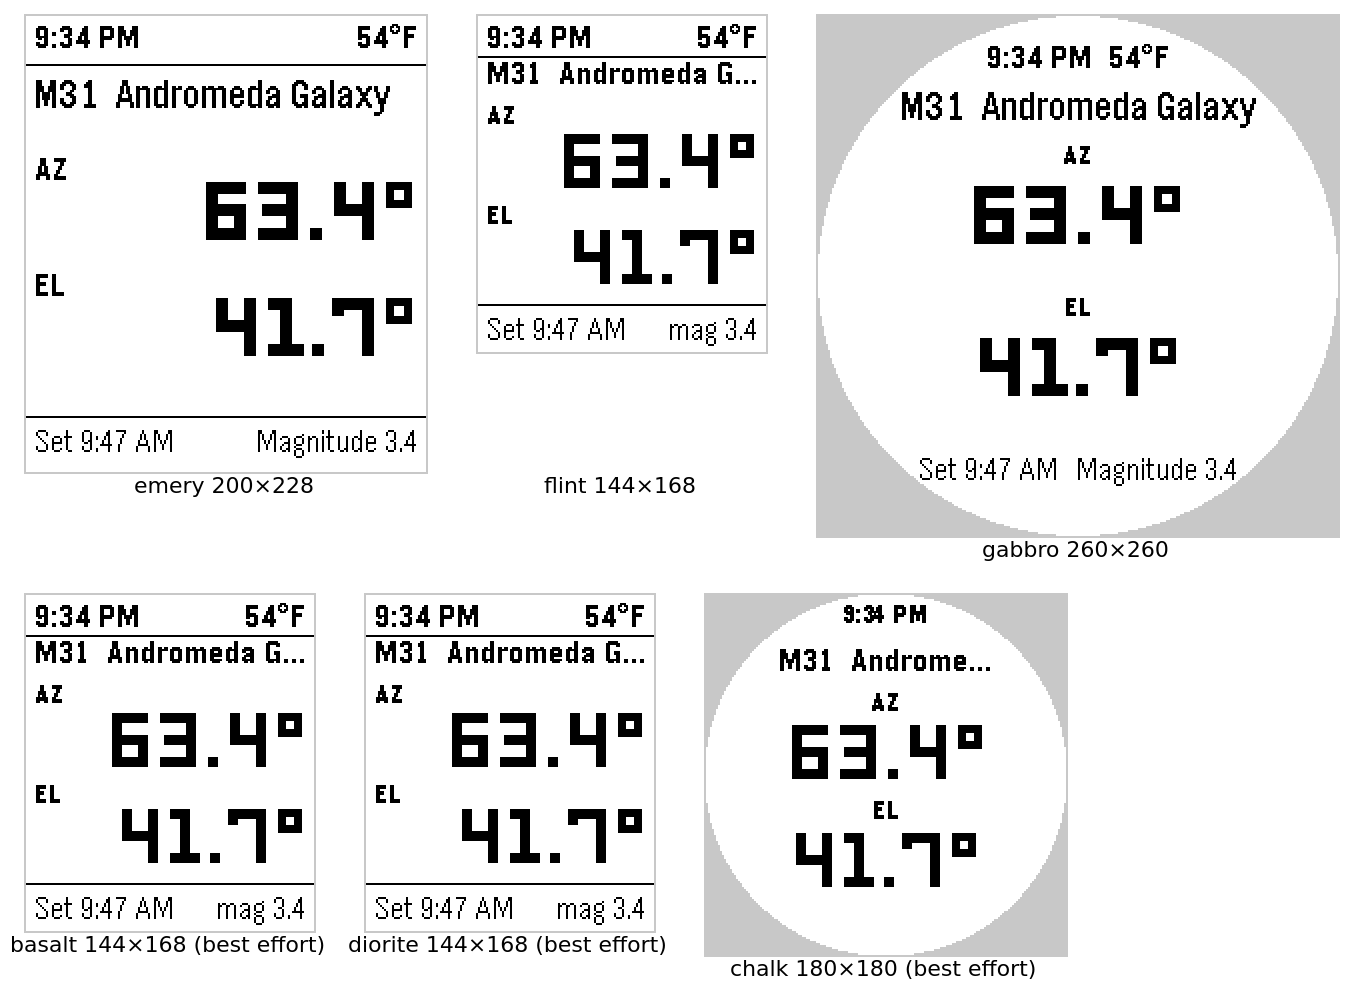 9:34 PM 54°F
M31 Andromeda Galaxy
AZ
63.4°
EL
41.7°
Set 9:47 AM Magnitude 3.4
emery 200×228
9:34 PM 54°F
M31 Andromeda G...
AZ
63.4°
EL
41.7°
Set 9:47 AM mag 3.4
flint 144×168
9:34 PM 54°F
M31 Andromeda Galaxy
AZ
63.4°
EL
41.7°
Set 9:47 AM Magnitude 3.4
gabbro 260×260
9:34 PM 54°F
M31 Andromeda G...
AZ
63.4°
EL
41.7°
Set 9:47 AM mag 3.4
basalt 144×168 (best effort)
9:34 PM 54°F
M31 Andromeda G...
AZ
63.4°
EL
41.7°
Set 9:47 AM mag 3.4
diorite 144×168 (best effort)
9:34 PM
M31 Androme...
AZ
63.4°
EL
41.7°
chalk 180×180 (best effort)